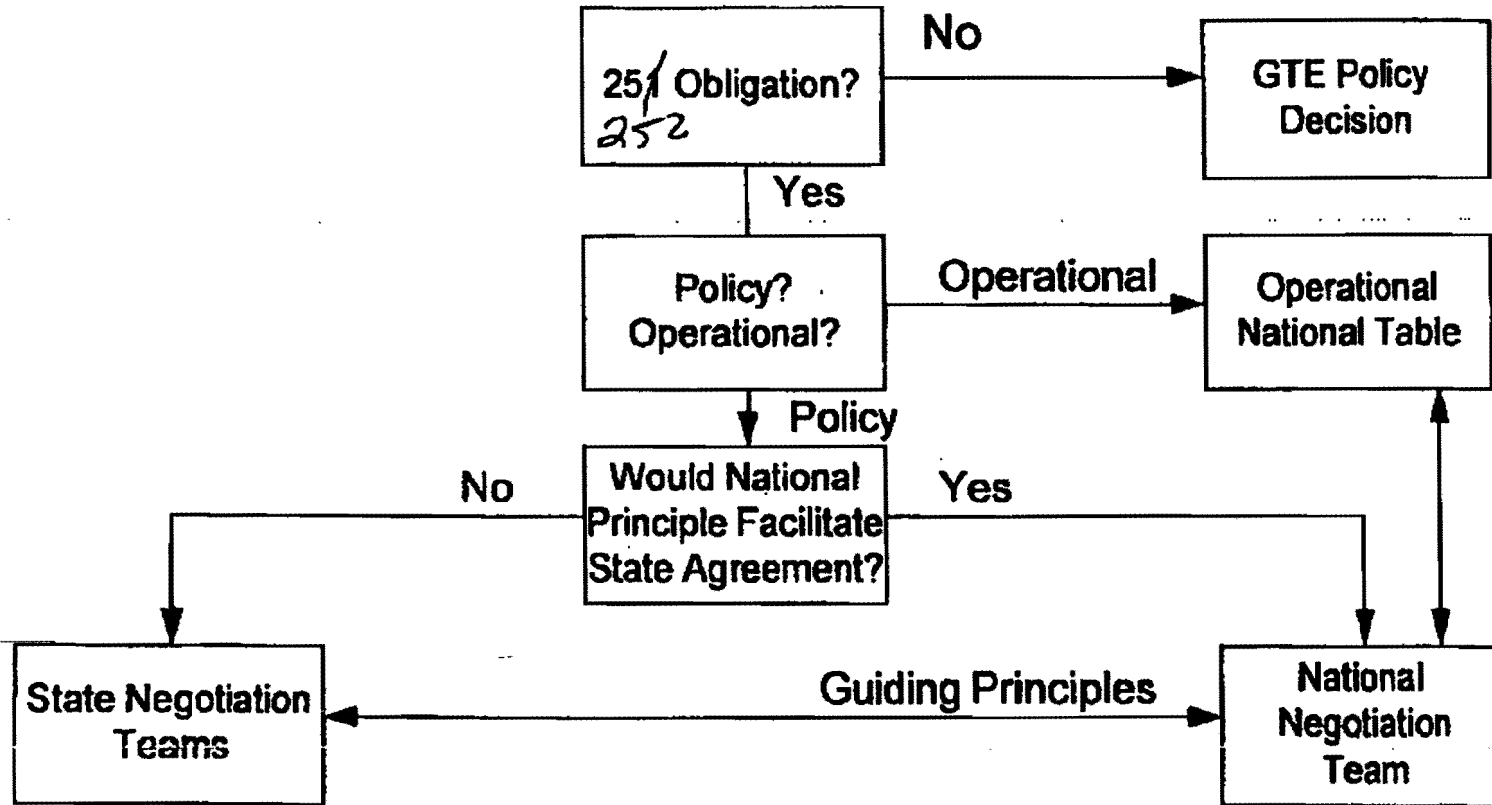 No
251 Obligation?
252
GTE Policy
Decision
Yes
Policy?
Operational?
Operational
Operational
National Table
Policy
No
Would National
Principle Facilitate
State Agreement?
Yes
State Negotiation
Teams
Guiding Principles
National
Negotiation
Team